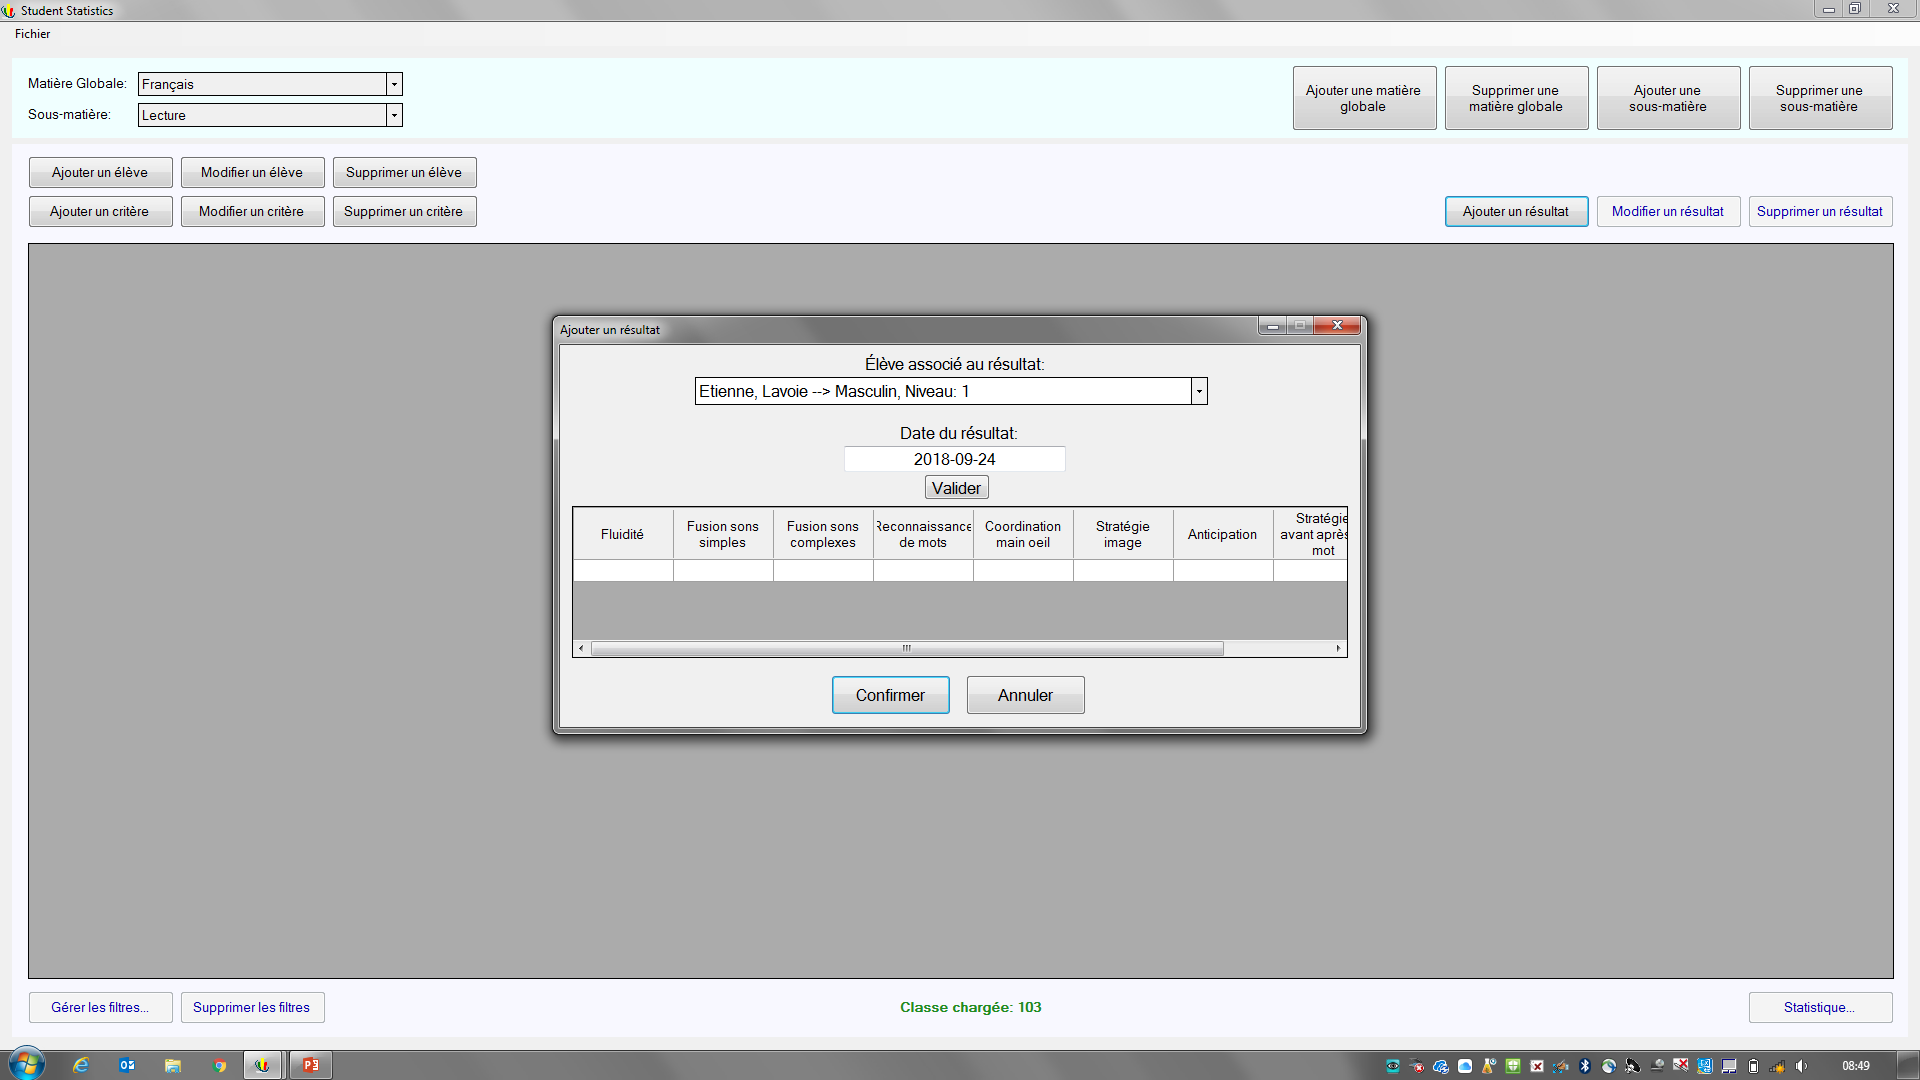 Student Statistics
Fichier
Matière Globale:
Français
Sous-matière:
Lecture
Ajouter une matière
globale
Supprimer une
matière globale
Ajouter une
sous-matière
Supprimer une
sous-matière
Ajouter un élève
Modifier un élève
Supprimer un élève
Ajouter un critère
Modifier un critère
Supprimer un critère
Ajouter un résultat
Modifier un résultat
Supprimer un résultat
Ajouter un résultat
Élève associé au résultat:
Etienne, Lavoie --> Masculin, Niveau: 1
Date du résultat:
2018-09-24
Valider
Fluidité
Fusion sons
simples
Fusion sons
complexes
Reconnaissance
de mots
Coordination
main oeil
Stratégie
image
Anticipation
Stratégie
avant après
mot
Confirmer
Annuler
Gérer les filtres...
Supprimer les filtres
Classe chargée: 103
Statistique...
08:49